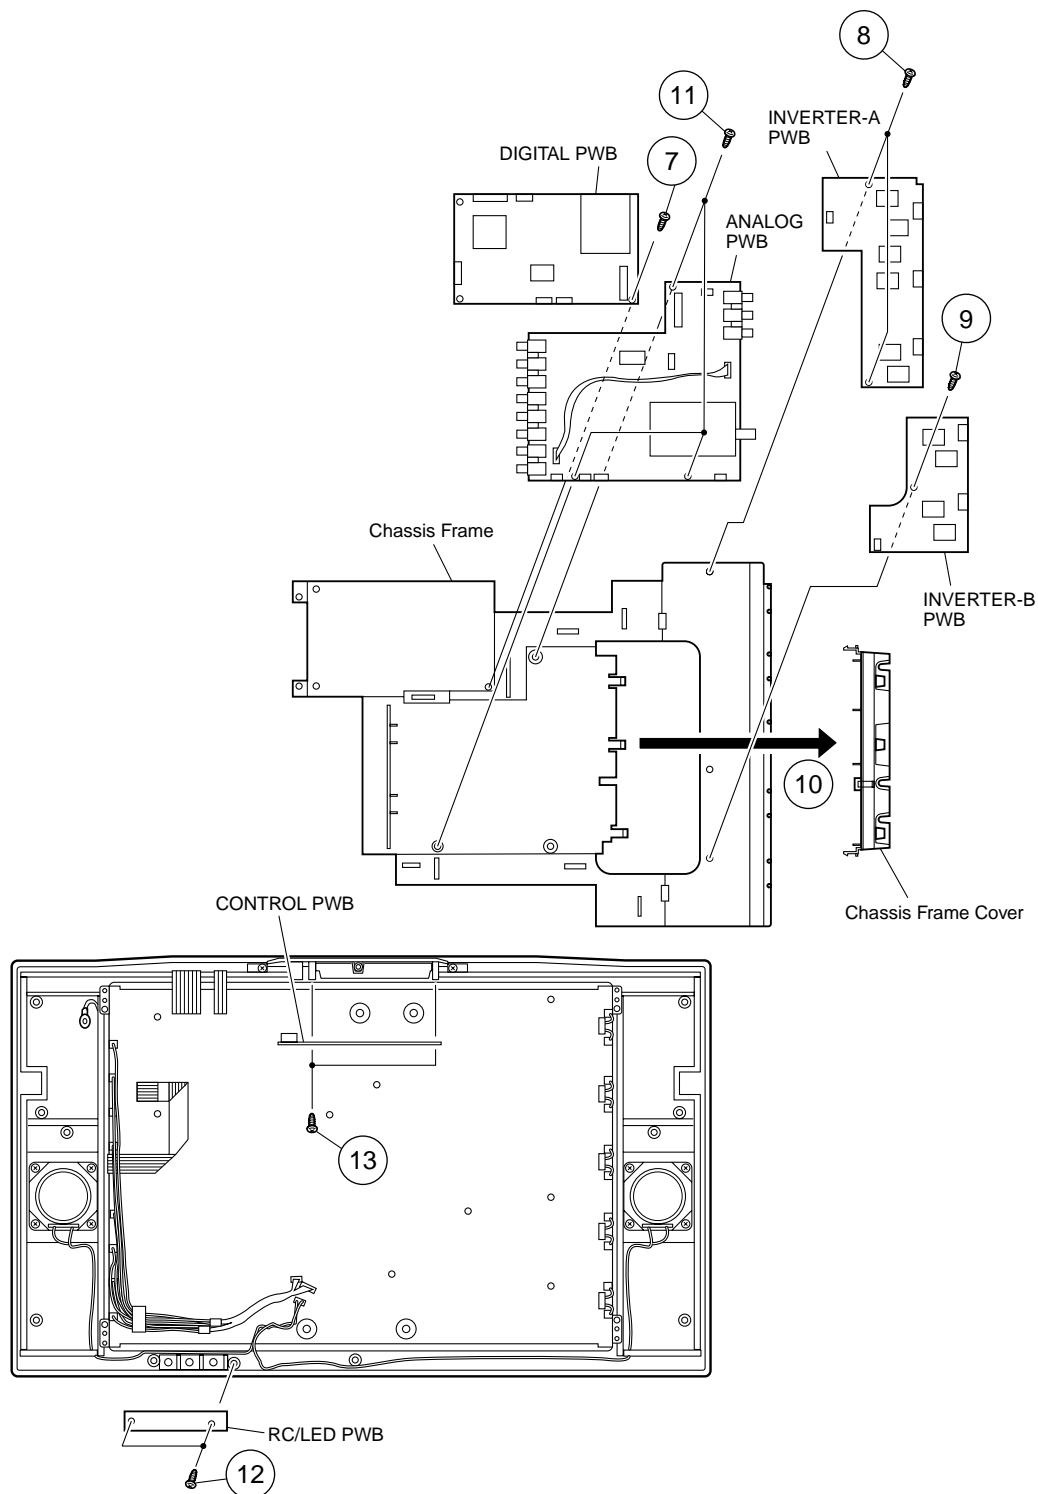 8
11
INVERTER-A
PWB
DIGITAL PWB
7
ANALOG
PWB
9
Chassis Frame
INVERTER-B
PWB
10
CONTROL PWB
Chassis Frame Cover
13
RC/LED PWB
12